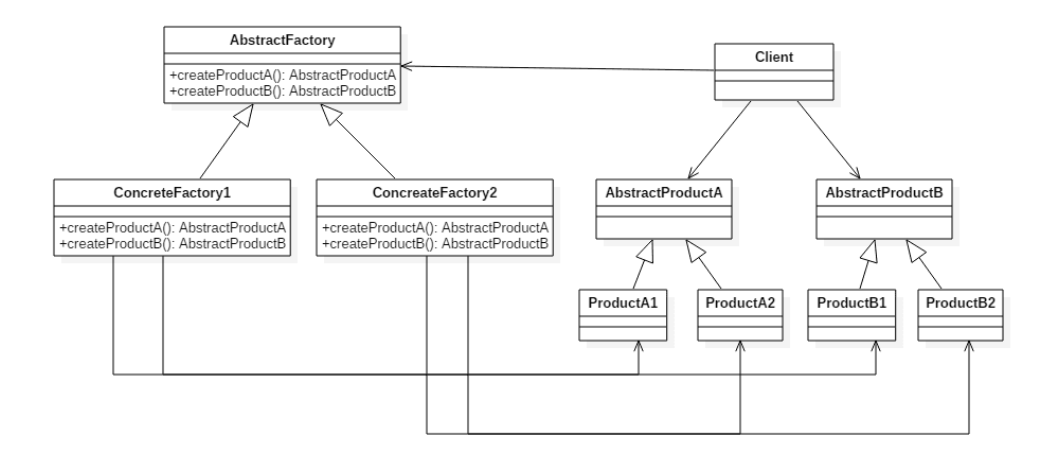 AbstractFactory
+createProductA(): AbstractProductA
+createProductB(): AbstractProductB
Client
ConcreteFactory1
+createProductA(): AbstractProductA
+createProductB(): AbstractProductB
ConcreateFactory2
+createProductA(): AbstractProductA
+createProductB(): AbstractProductB
AbstractProductA
AbstractProductB
ProductA1
ProductA2
ProductB1
ProductB2